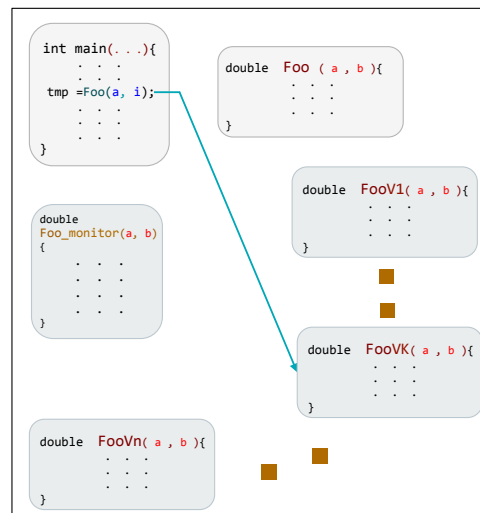 int main(. . .){
. . .
. . .
tmp =Foo(a, i);
. . .
. . .
. . .
}
double Foo ( a , b ){
. . .
. . .
. . .
}
double FooV1( a , b ){
. . .
. . .
. . .
}
double
Foo_monitor(a, b)
{
. . .
. . .
. . .
. . .
}
double FooVK( a , b ){
. . .
. . .
. . .
}
double FooVn( a , b ){
. . .
. . .
. . .
}